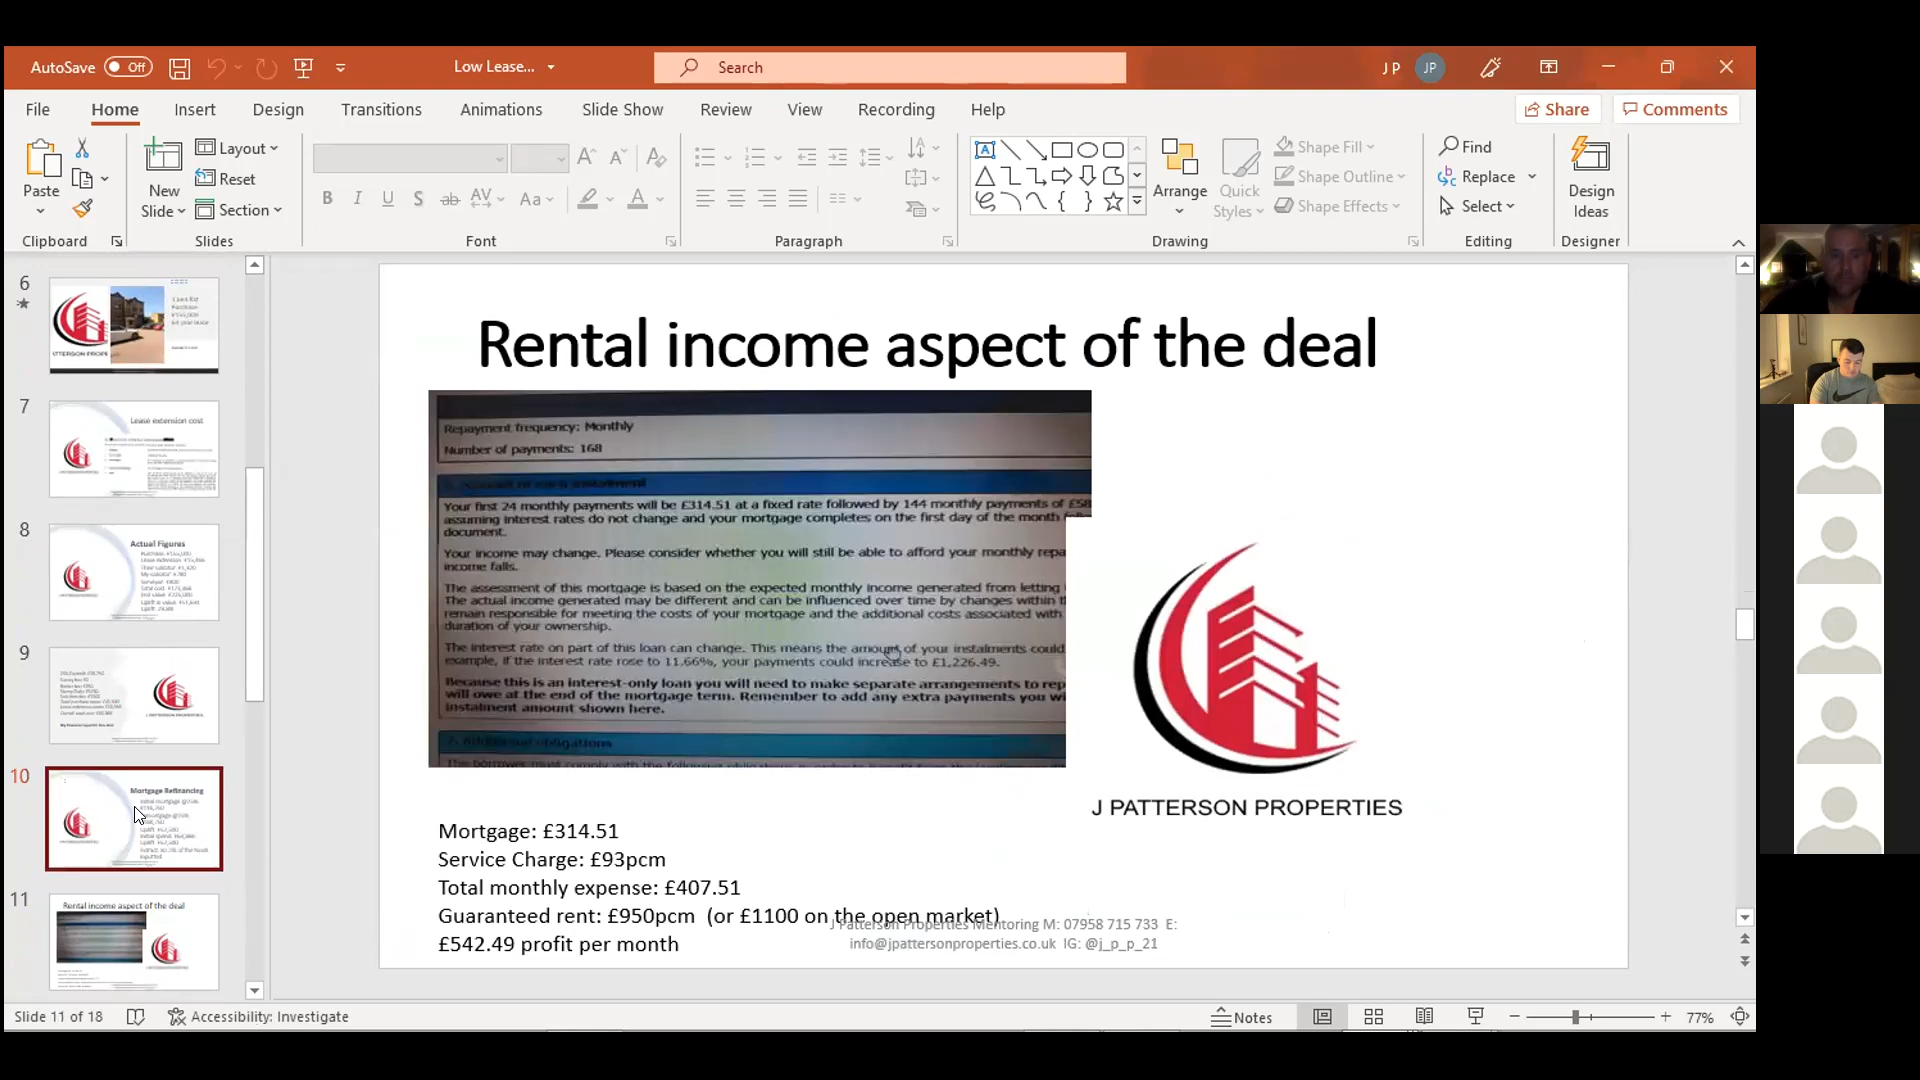 AutoSave Off Low Lease... Search J P JP
File Home Insert Design Transitions Animations Slide Show Review View Recording Help Share Comments
Paste New Slide Layout Reset Section Aa Arrange Quick Styles Shape Fill Shape Outline Shape Effects Find Replace Select Design Ideas
Clipboard Slides Font Paragraph Drawing Editing Designer
6
7
Lease extension cost
8
Actual Figures
9
10
Mortgage Refinancing
11
Rental income aspect of the deal
Rental income aspect of the deal
Repayment frequency: Monthly
Number of payments: 168
Your first 24 monthly payments will be £314.51 at a fixed rate followed by 144 monthly payments of £58
assuming interest rates do not change and your mortgage completes on the first day of the month
document.
Your income may change. Please consider whether you will still be able to afford your monthly repa
income falls.
The assessment of this mortgage is based on the expected monthly income generated from letting
The actual income generated may be different and can be influenced over time by changes within t
remain responsible for meeting the costs of your mortgage and the additional costs associated with
duration of your ownership.
The interest rate on part of this loan can change. This means the amount of your instalments could
example, if the interest rate rose to 11.66%, your payments could increase to £1,226.49.
Because this is an interest-only loan you will need to make separate arrangements to rep
will owe at the end of the mortgage term. Remember to add any extra payments you wi
instalment amount shown here.
7. Additional obligations
J PATTERSON PROPERTIES
Mortgage: £314.51
Service Charge: £93pcm
Total monthly expense: £407.51
Guaranteed rent: £950pcm (or £1100 on the open market)
£542.49 profit per month
J Patterson Properties Mentoring M: 07958 715 733 E:
info@jpattersonproperties.co.uk IG: @j_p_p_21
Slide 11 of 18 Accessibility: Investigate Notes 77%